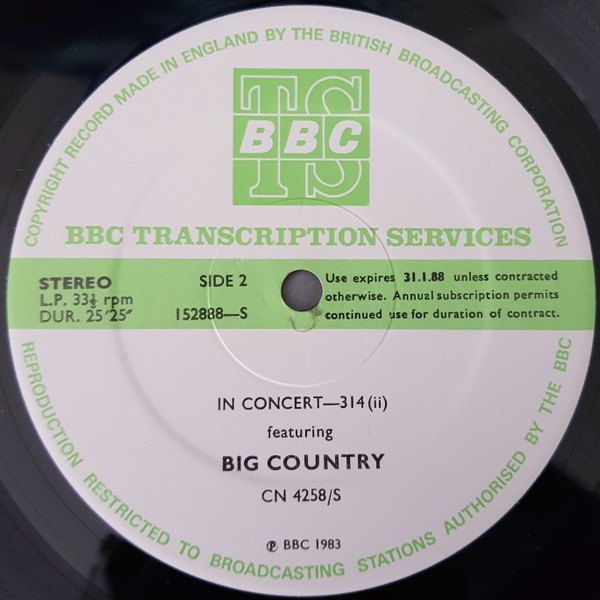 COPYRIGHT RECORD MADE IN ENGLAND BY THE BRITISH BROADCASTING CORPORATION
TS
BBC
BBC TRANSCRIPTION SERVICES
STEREO
L.P. 33⅓ rpm
DUR. 25'25"
SIDE 2
152888—S
Use expires 31.1.88 unless contracted
otherwise. Annual subscription permits
continued use for duration of contract.
IN CONCERT—314 (ii)
featuring
BIG COUNTRY
CN 4258/S
℗ BBC 1983
REPRODUCTION RESTRICTED TO BROADCASTING STATIONS AUTHORISED BY THE BBC